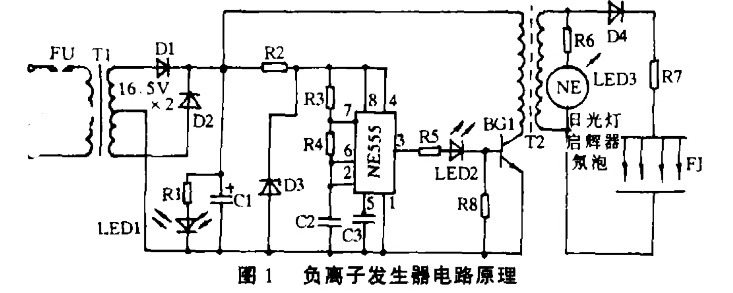 FU
T1
D1
16.5V
×2
D2
R1
LED1
C1
R2
D3
R3
R4
C2
C3
7
8
4
6
2
3
5
1
NE555
R5
LED2
BG1
R8
T2
R6
D4
NE
LED3
R7
日光灯
启辉器
氖泡
FJ
图1 负离子发生器电路原理